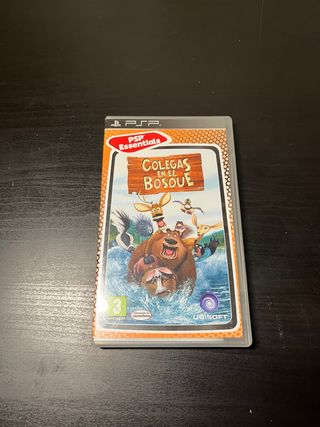 PSP
PSP
Essentials
COLEGAS
EN EL
BOSQUE
3
UBISOFT